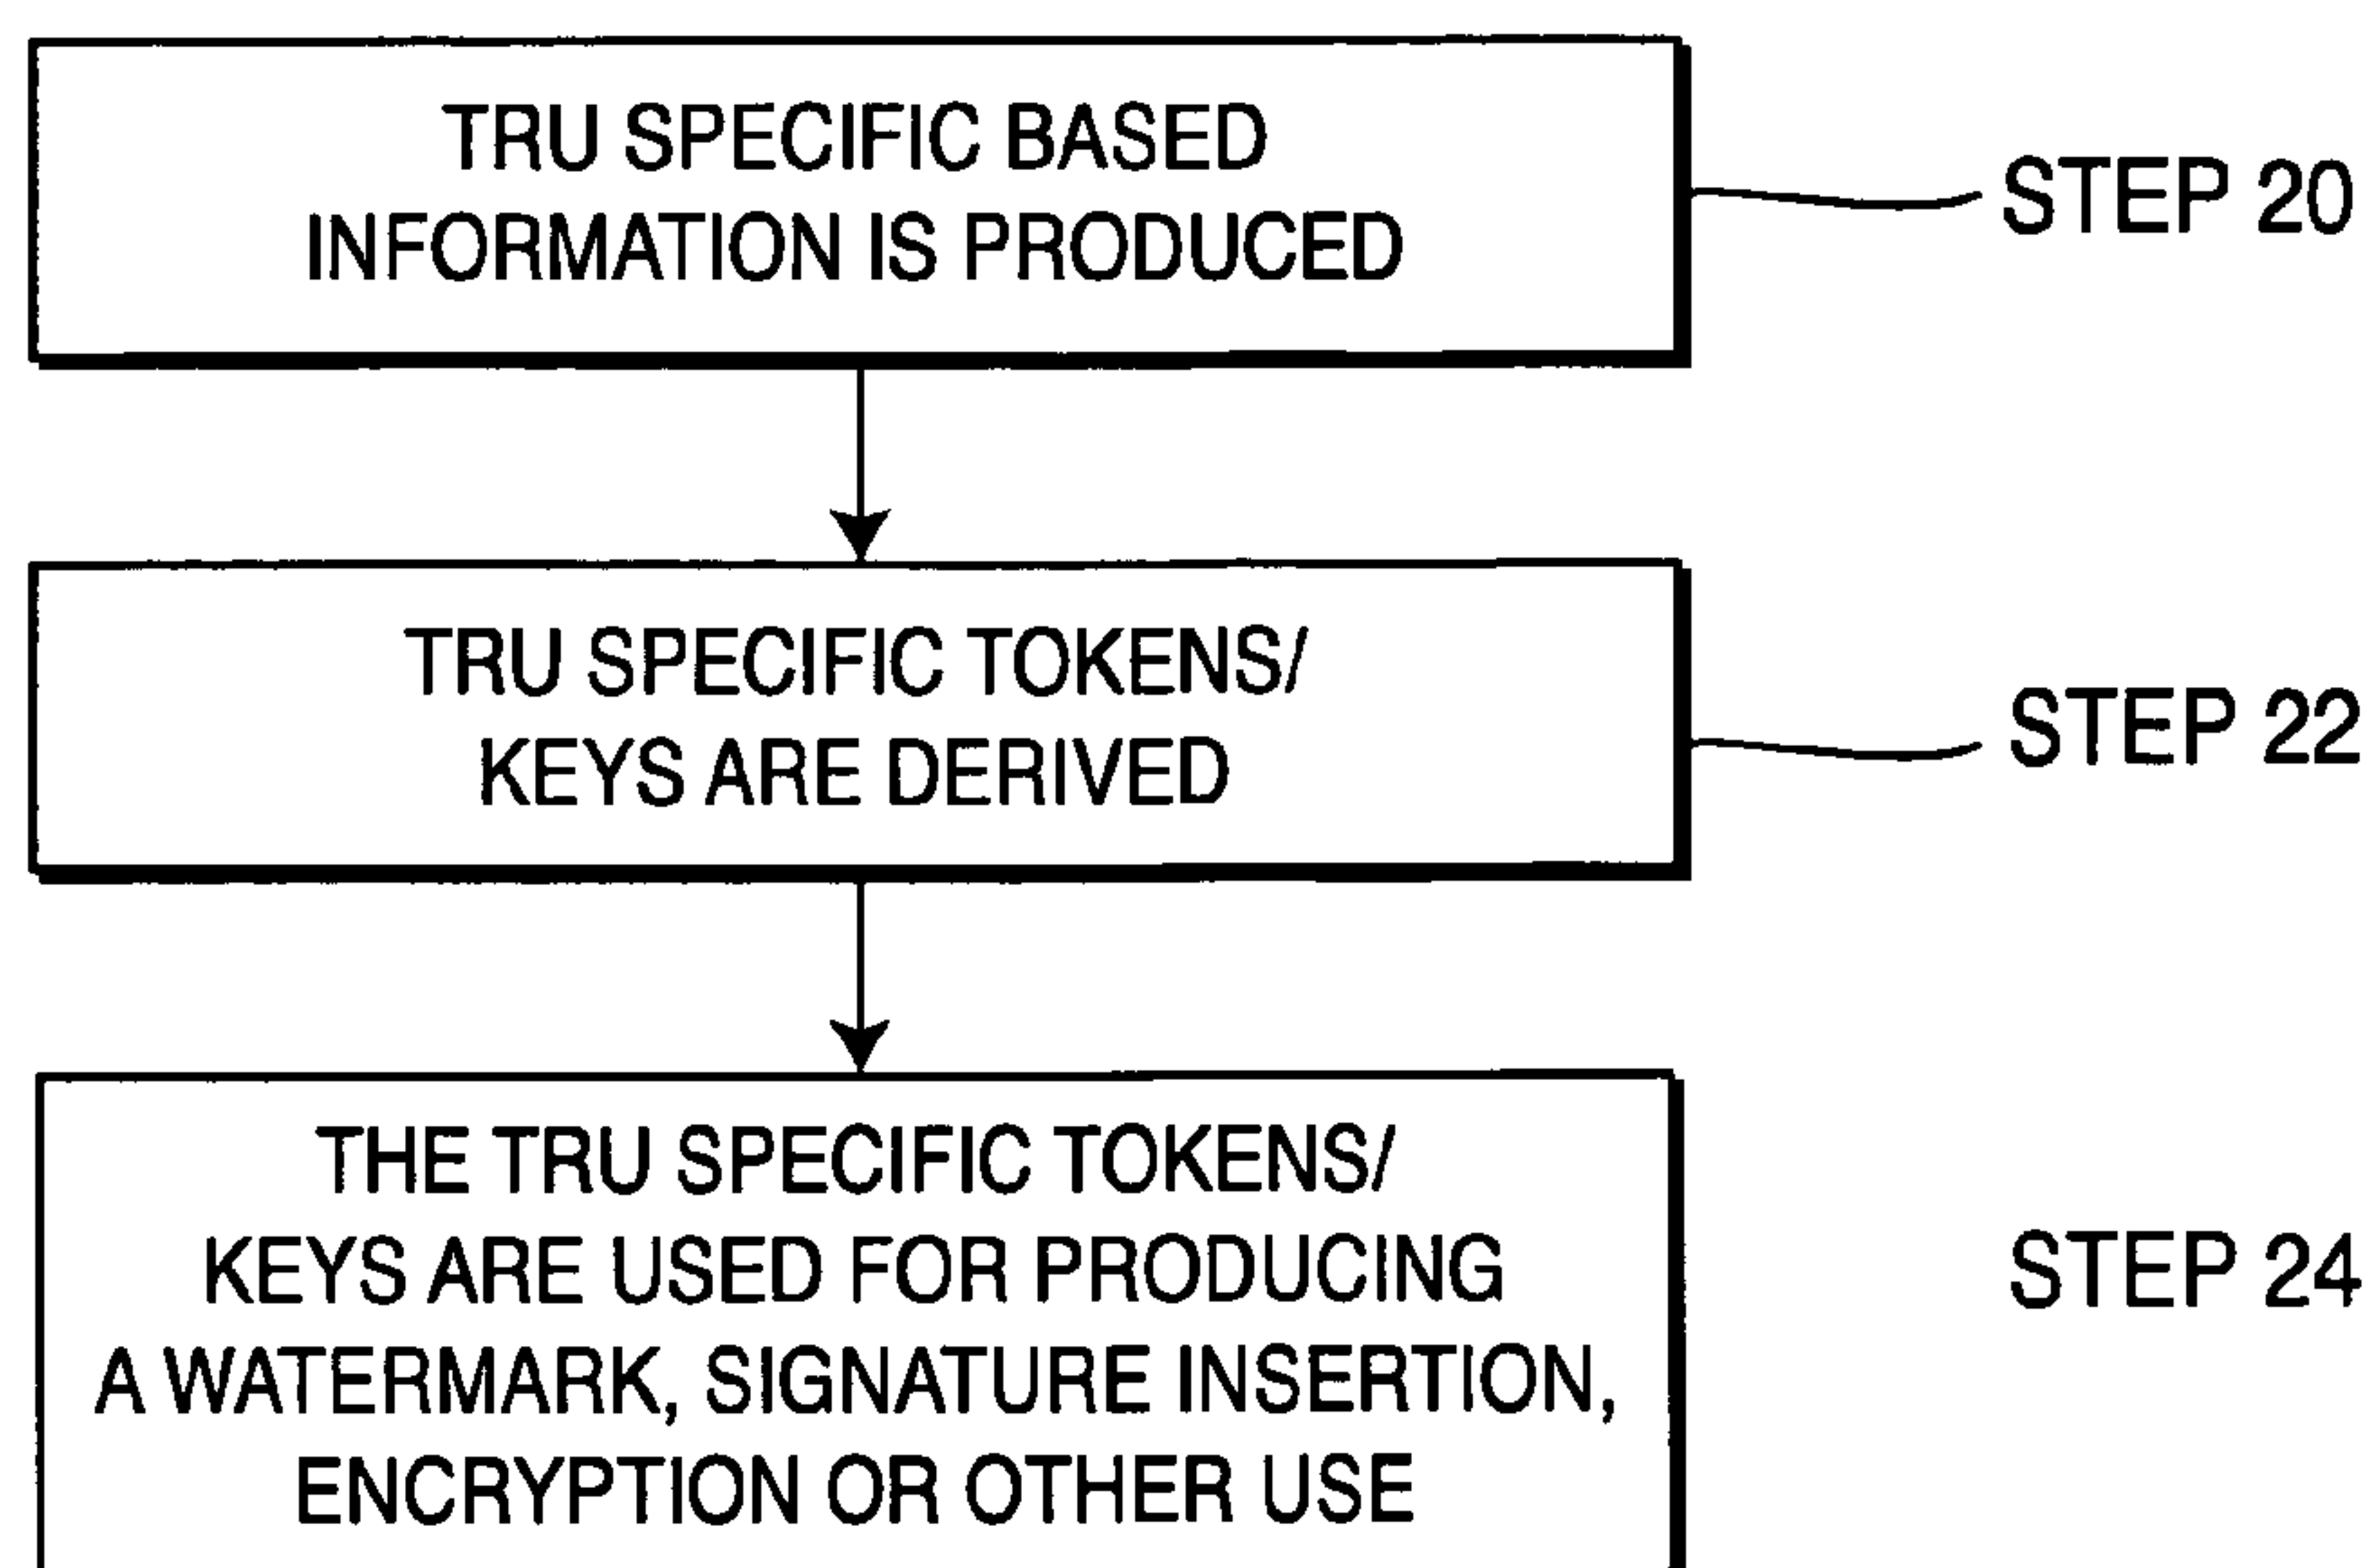 TRU SPECIFIC BASED
INFORMATION IS PRODUCED
STEP 20
TRU SPECIFIC TOKENS/
KEYS ARE DERIVED
STEP 22
THE TRU SPECIFIC TOKENS/
KEYS ARE USED FOR PRODUCING
A WATERMARK, SIGNATURE INSERTION,
ENCRYPTION OR OTHER USE
STEP 24